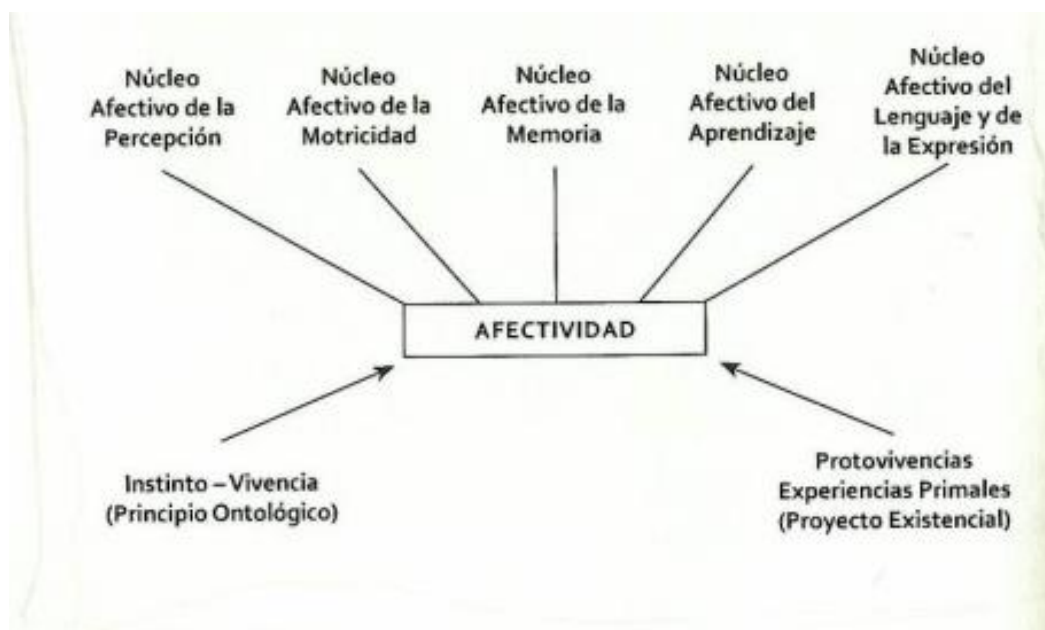 Núcleo
Afectivo de la
Percepción
Núcleo
Afectivo de la
Motricidad
Núcleo
Afectivo de la
Memoria
Núcleo
Afectivo del
Aprendizaje
Núcleo
Afectivo del
Lenguaje y de
la Expresión
AFECTIVIDAD
Instinto – Vivencia
(Principio Ontológico)
Protovivencias
Experiencias Primales
(Proyecto Existencial)